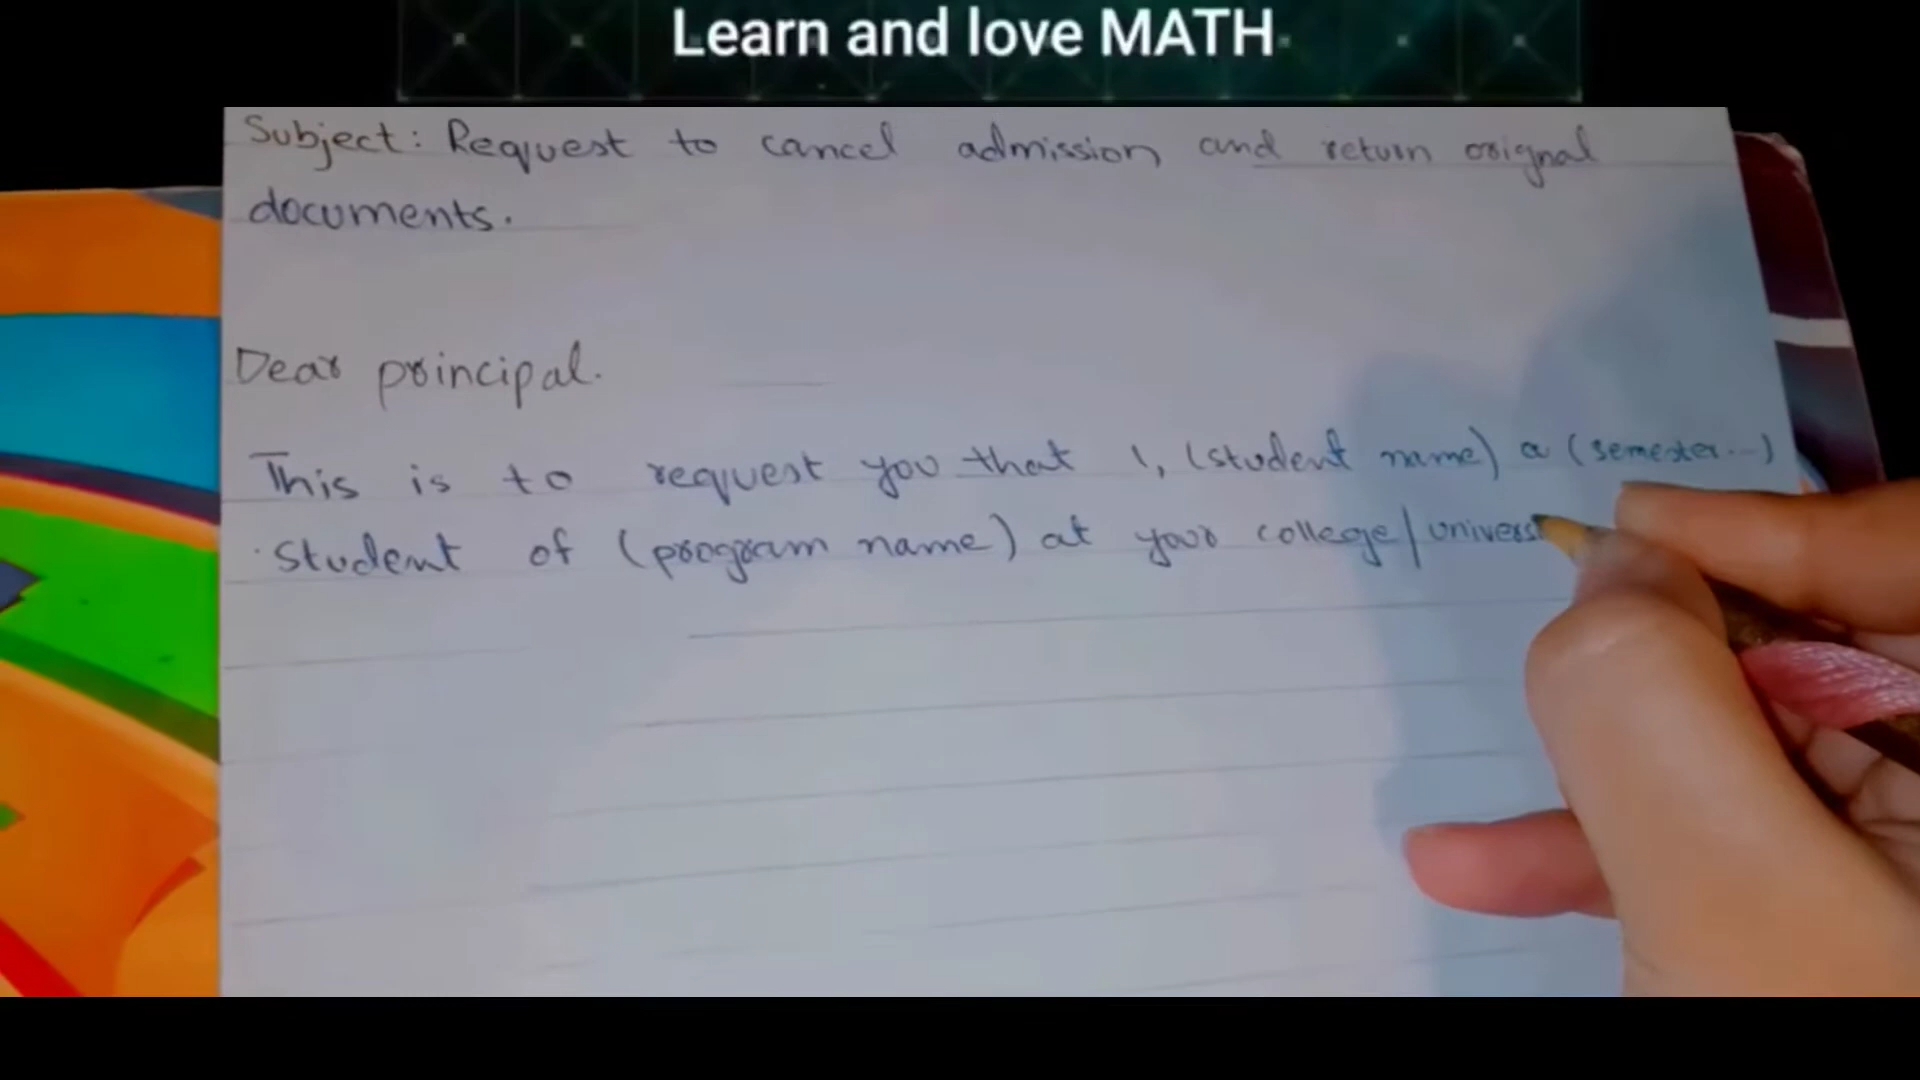 Learn and love MATH
Subject: Request to cancel admission and return orignal
documents.
Dear principal.
This is to request you that I, (student name) a (semester...)
student of (program name) at your college/univers